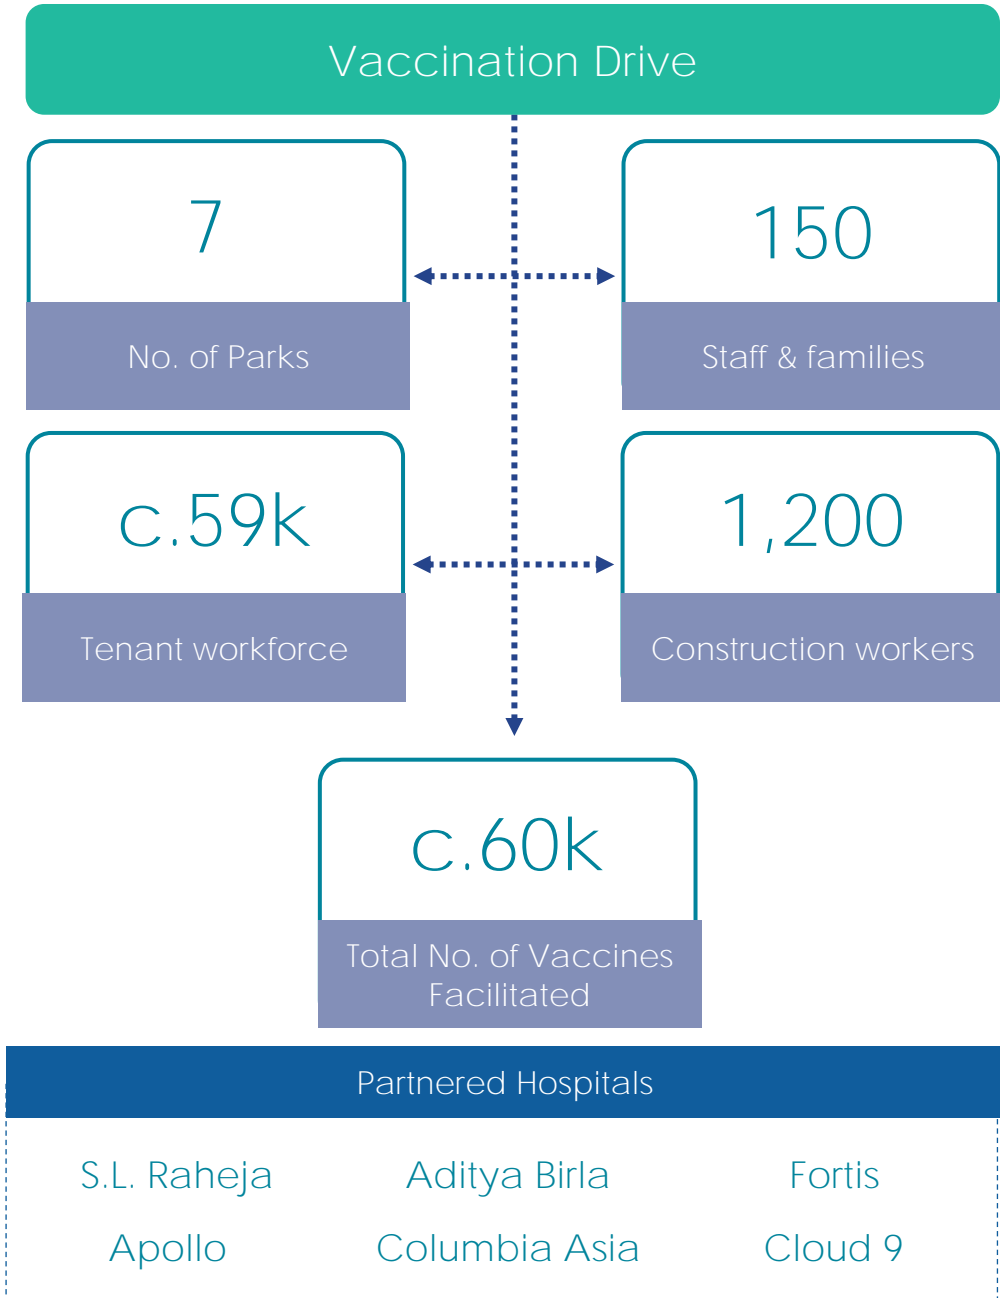 Vaccination Drive
7
No. of Parks
150
Staff & families
c.59k
Tenant workforce
1,200
Construction workers
c.60k
Total No. of Vaccines
Facilitated
Partnered Hospitals
S.L. Raheja
Aditya Birla
Fortis
Apollo
Columbia Asia
Cloud 9